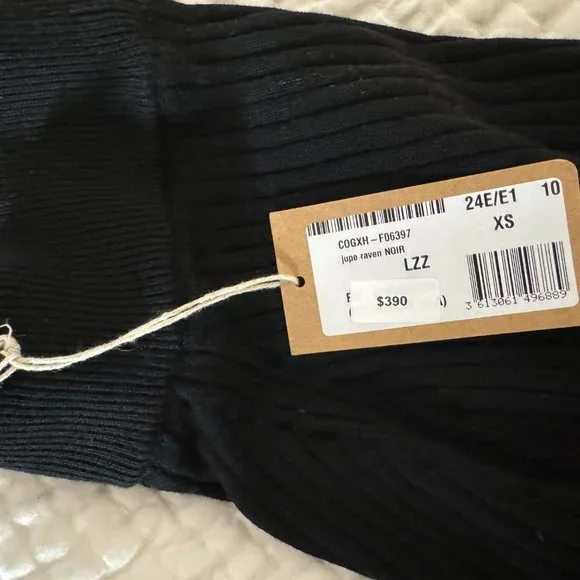 24E/E1 10
XS
COGXH-F06397
jupe raven NOIR
LZZ
$390
3 613061 496889